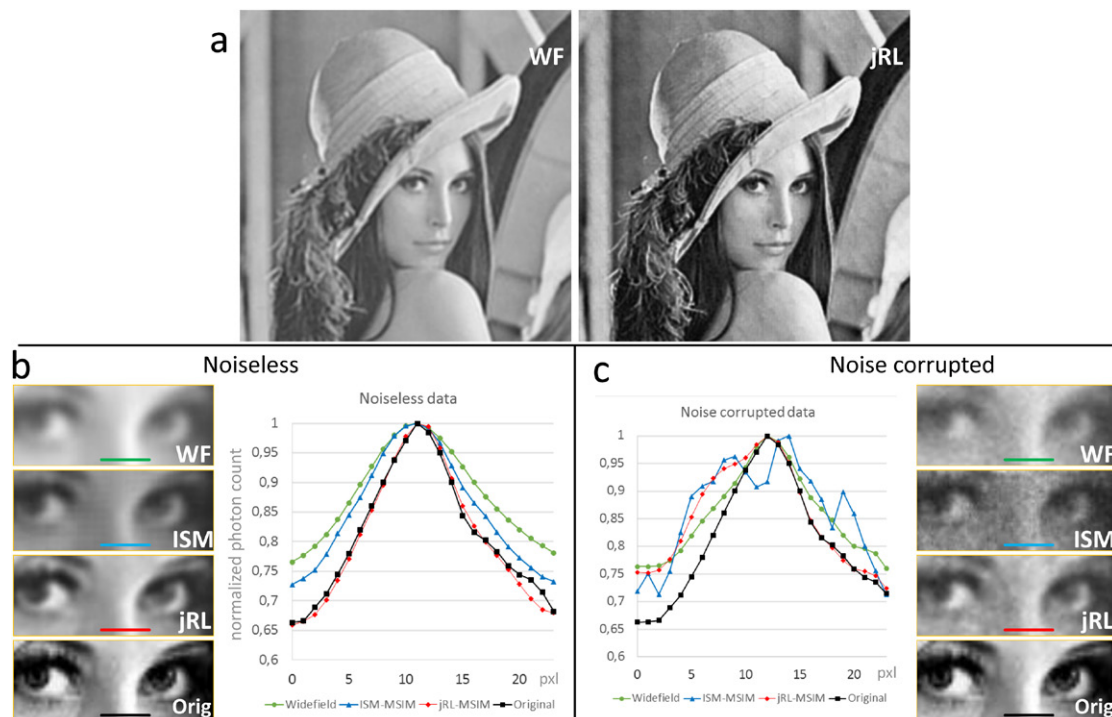 a
WF
jRL
b
Noiseless
WF
ISM
jRL
Orig
Noiseless data
normalized photon count
1
0,95
0,9
0,85
0,8
0,75
0,7
0,65
0,6
0
5
10
15
20
pxl
Widefield
ISM-MSIM
jRL-MSIM
Original
c
Noise corrupted
Noise corrupted data
1
0,95
0,9
0,85
0,8
0,75
0,7
0,65
0,6
0
5
10
15
20
pxl
Widefield
ISM-MSIM
jRL-MSIM
Original
WF
ISM
jRL
Orig